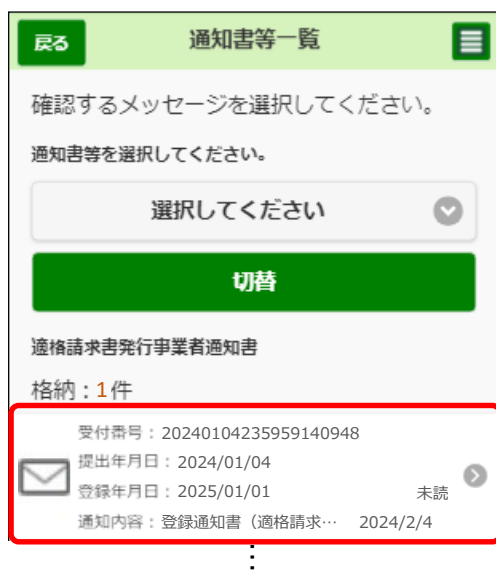 戻る 通知書等一覧
確認するメッセージを選択してください。
通知書等を選択してください。
選択してください
切替
適格請求書発行事業者通知書
格納：1件
受付番号：20240104235959140948
提出年月日：2024/01/04
登録年月日：2025/01/01 未読
通知内容：登録通知書（適格請求… 2024/2/4
⋮